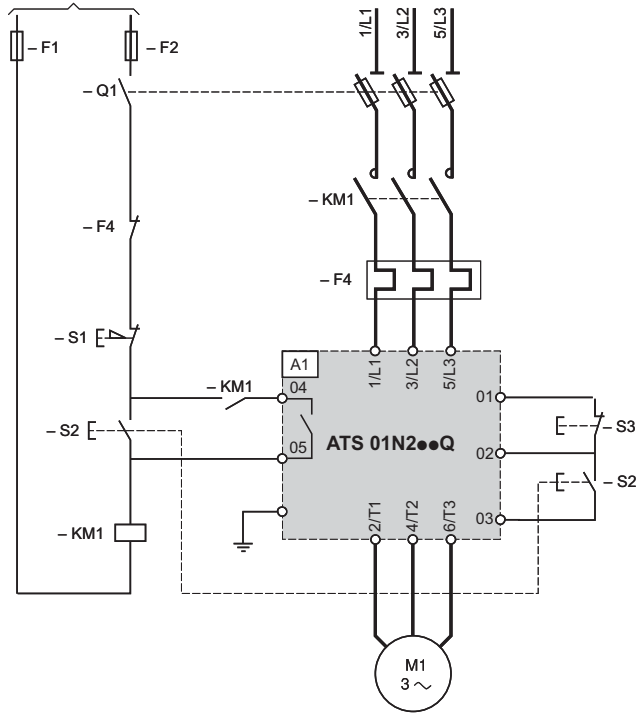 1/L1
3/L2
5/L3
– F1
– F2
– Q1
– KM1
– F4
– F4
– S1
A1
1/L1
3/L2
5/L3
– KM1
04
01
– S3
– S2
05
ATS 01N2●●Q
02
– S2
– KM1
2/T1
4/T2
6/T3
03
M1
3 ~